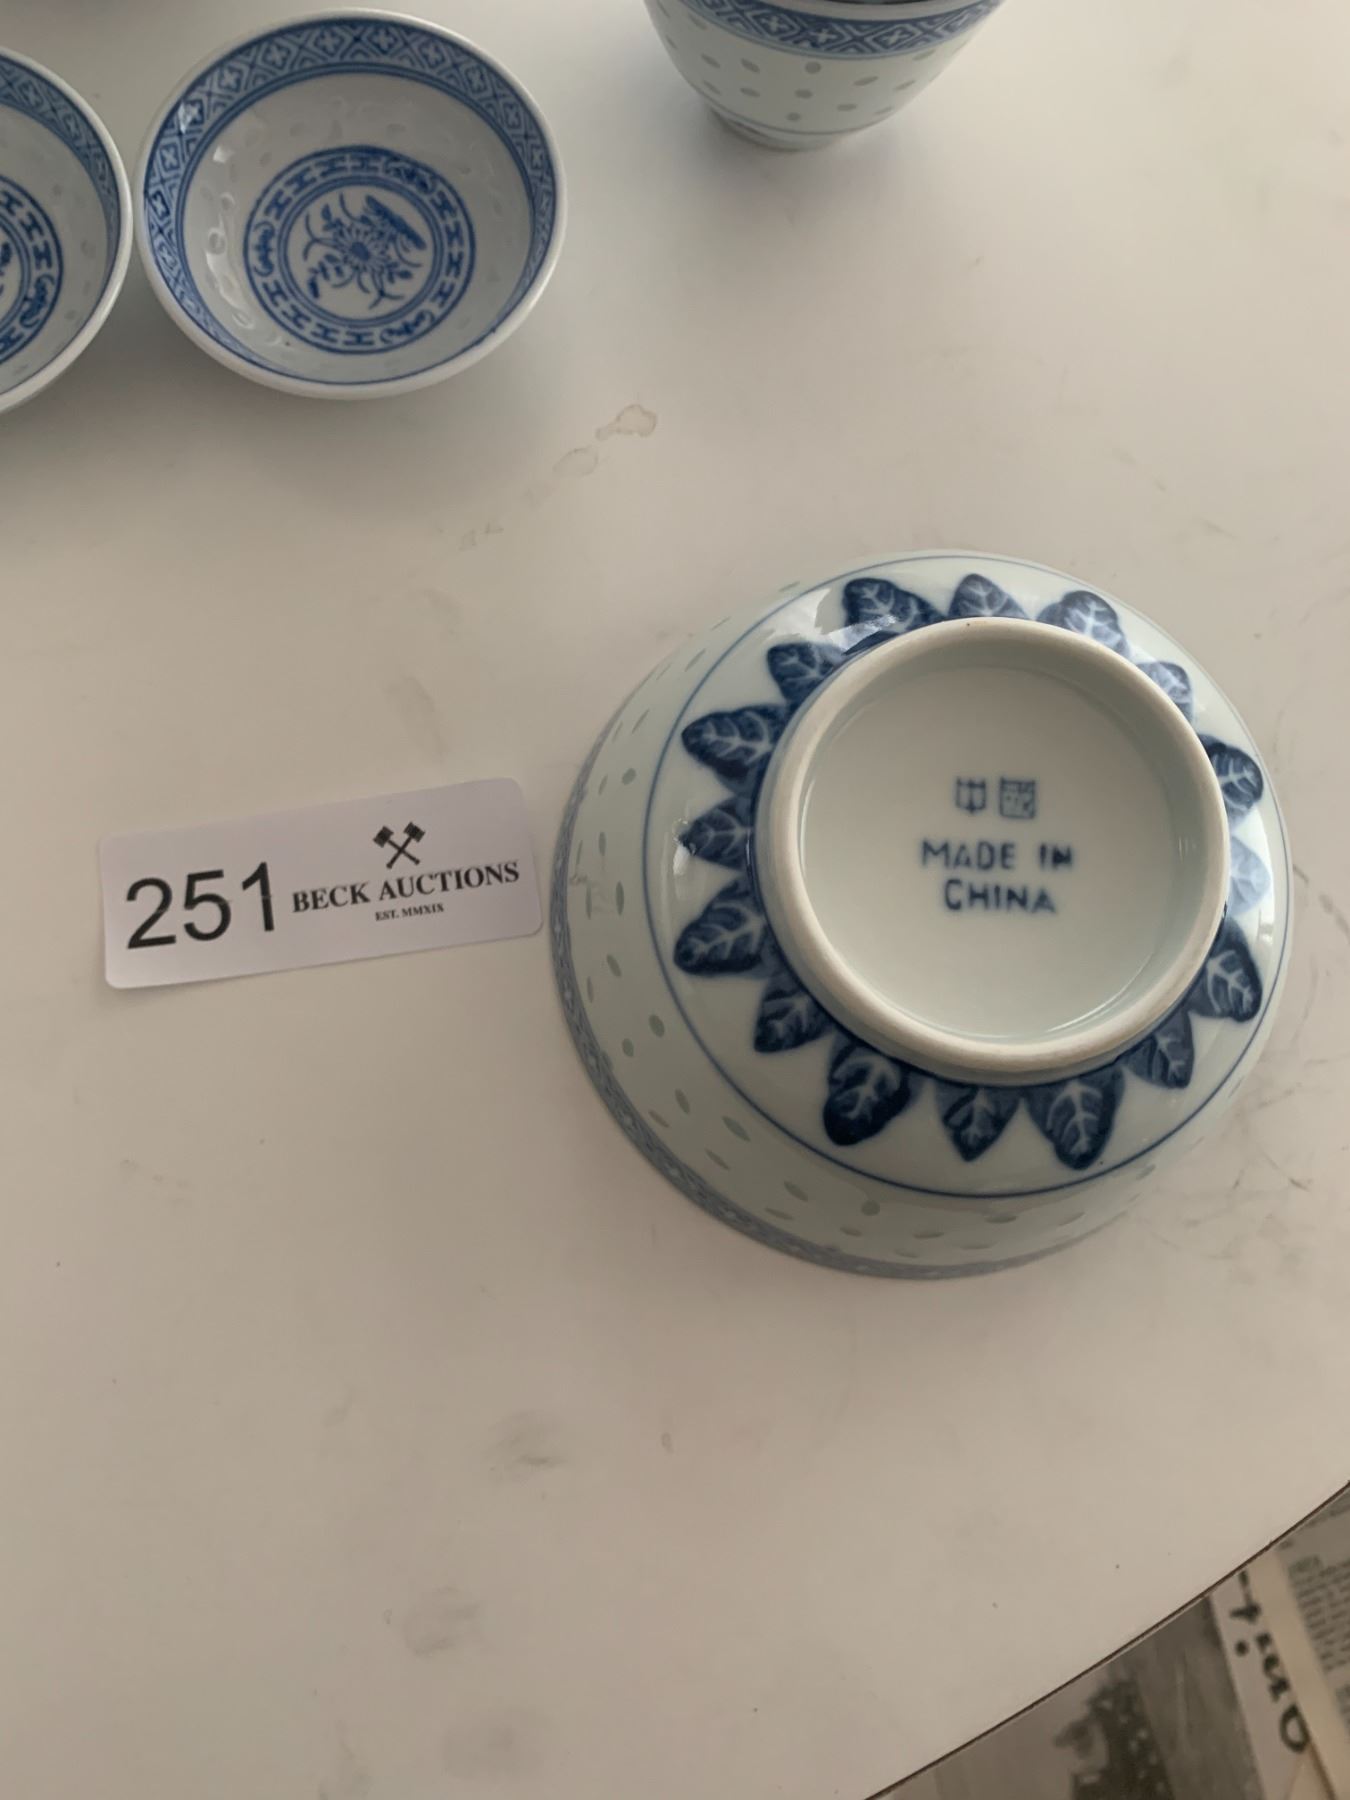 251 BECK AUCTIONS
EST. MMXIX
中國
MADE IN
CHINA